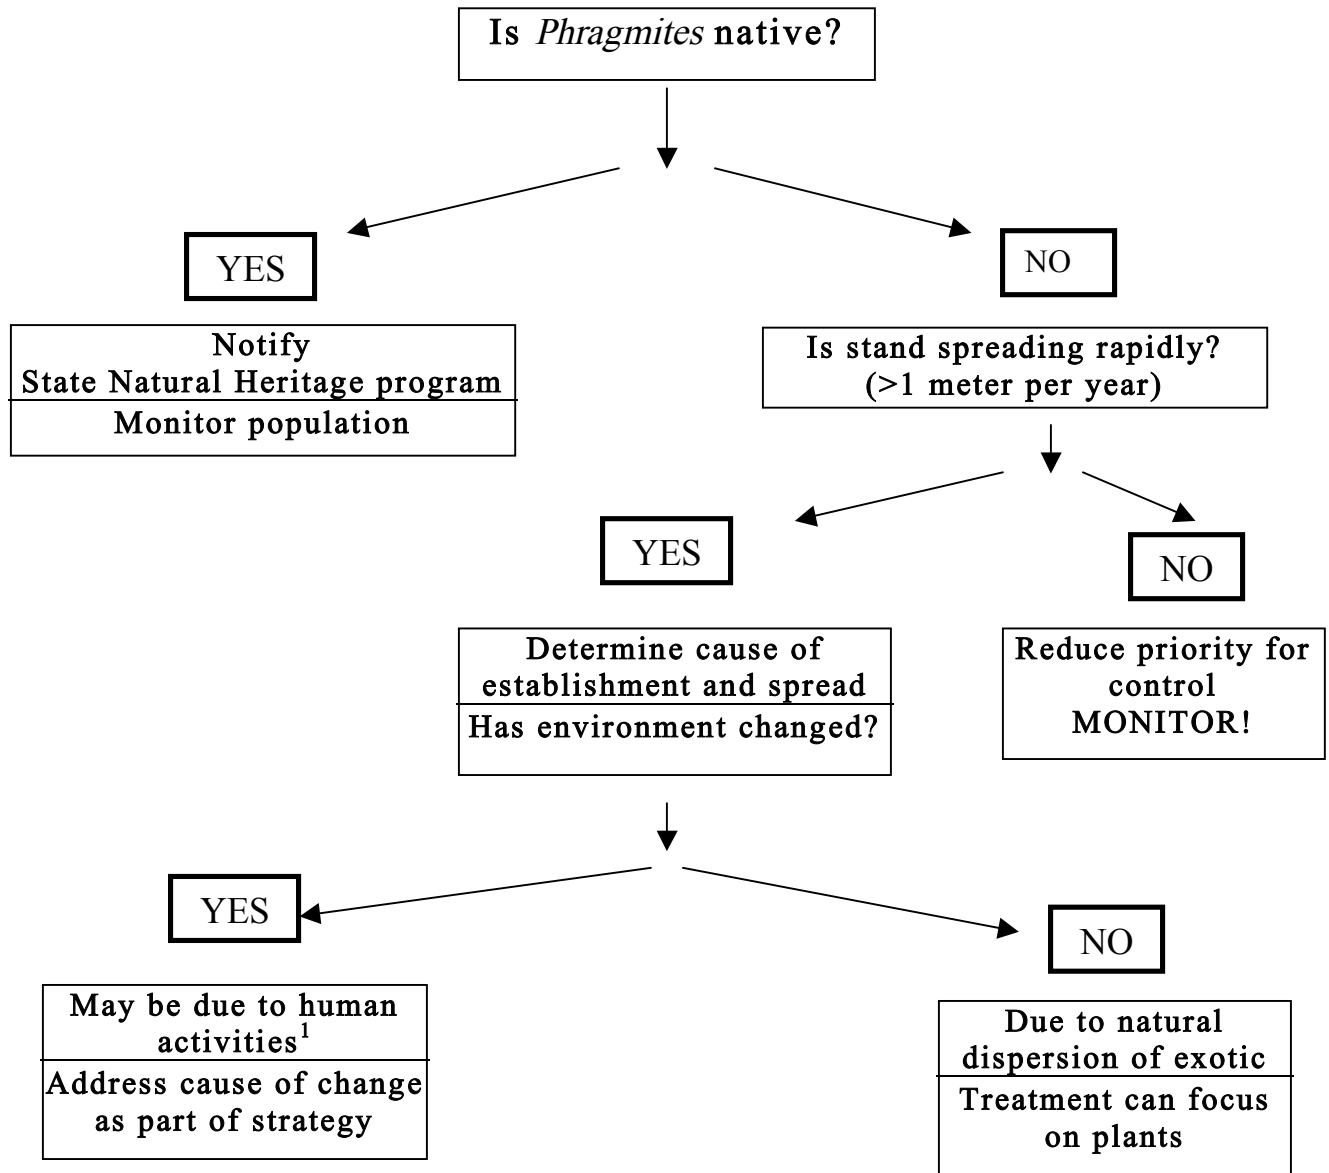 Is Phragmites native?
YES
NO
Notify
State Natural Heritage program
Monitor population
Is stand spreading rapidly?
(>1 meter per year)
YES
NO
Determine cause of
establishment and spread
Has environment changed?
Reduce priority for
control
MONITOR!
YES
NO
May be due to human
activities¹
Address cause of change
as part of strategy
Due to natural
dispersion of exotic
Treatment can focus
on plants